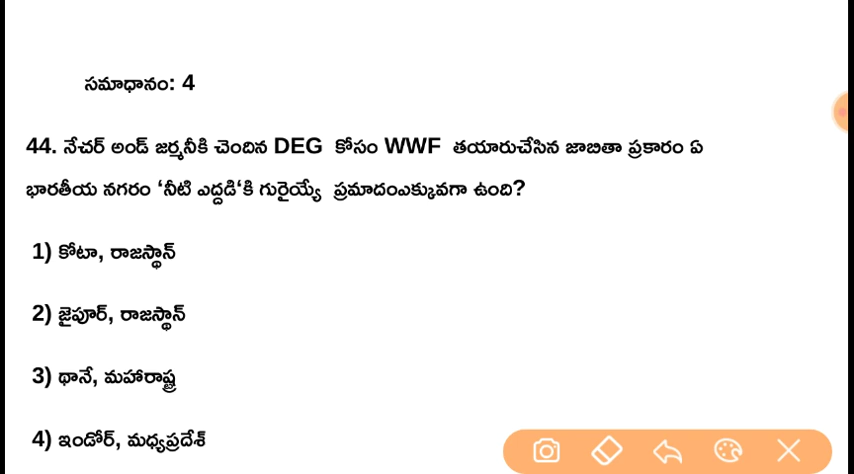 సమాధానం: 4
44. నేచర్ అండ్ జర్మనీకి చెందిన DEG కోసం WWF తయారుచేసిన జాబితా ప్రకారం ఏ
భారతీయ నగరం ‘నీటి ఎద్దడి‘కి గురైయ్యే ప్రమాదంఎక్కువగా ఉంది?
1) కోటా, రాజస్థాన్
2) జైపూర్, రాజస్థాన్
3) థానే, మహారాష్ట్ర
4) ఇండోర్, మధ్యప్రదేశ్